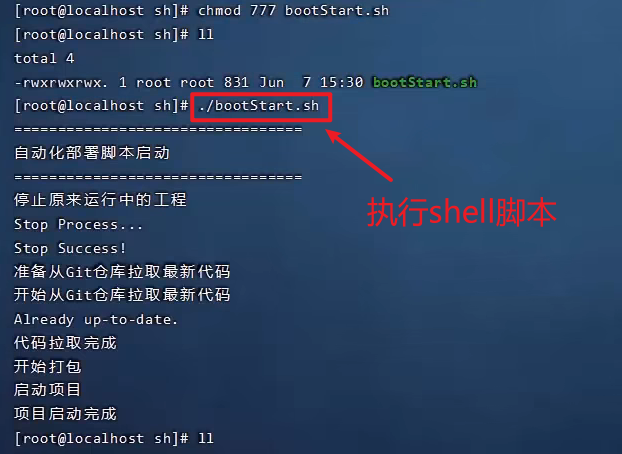 [root@localhost sh]# chmod 777 bootStart.sh
[root@localhost sh]# ll
total 4
-rwxrwxrwx. 1 root root 831 Jun  7 15:30 bootStart.sh
[root@localhost sh]# ./bootStart.sh
=================================
自动化部署脚本启动
=================================
停止原来运行中的工程
执行shell脚本
Stop Process...
Stop Success!
准备从Git仓库拉取最新代码
开始从Git仓库拉取最新代码
Already up-to-date.
代码拉取完成
开始打包
启动项目
项目启动完成
[root@localhost sh]# ll